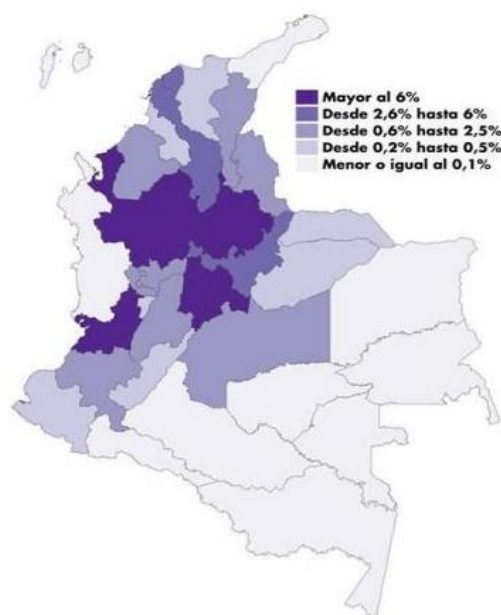 Mayor al 6%
Desde 2,6% hasta 6%
Desde 0,6% hasta 2,5%
Desde 0,2% hasta 0,5%
Menor o igual al 0,1%